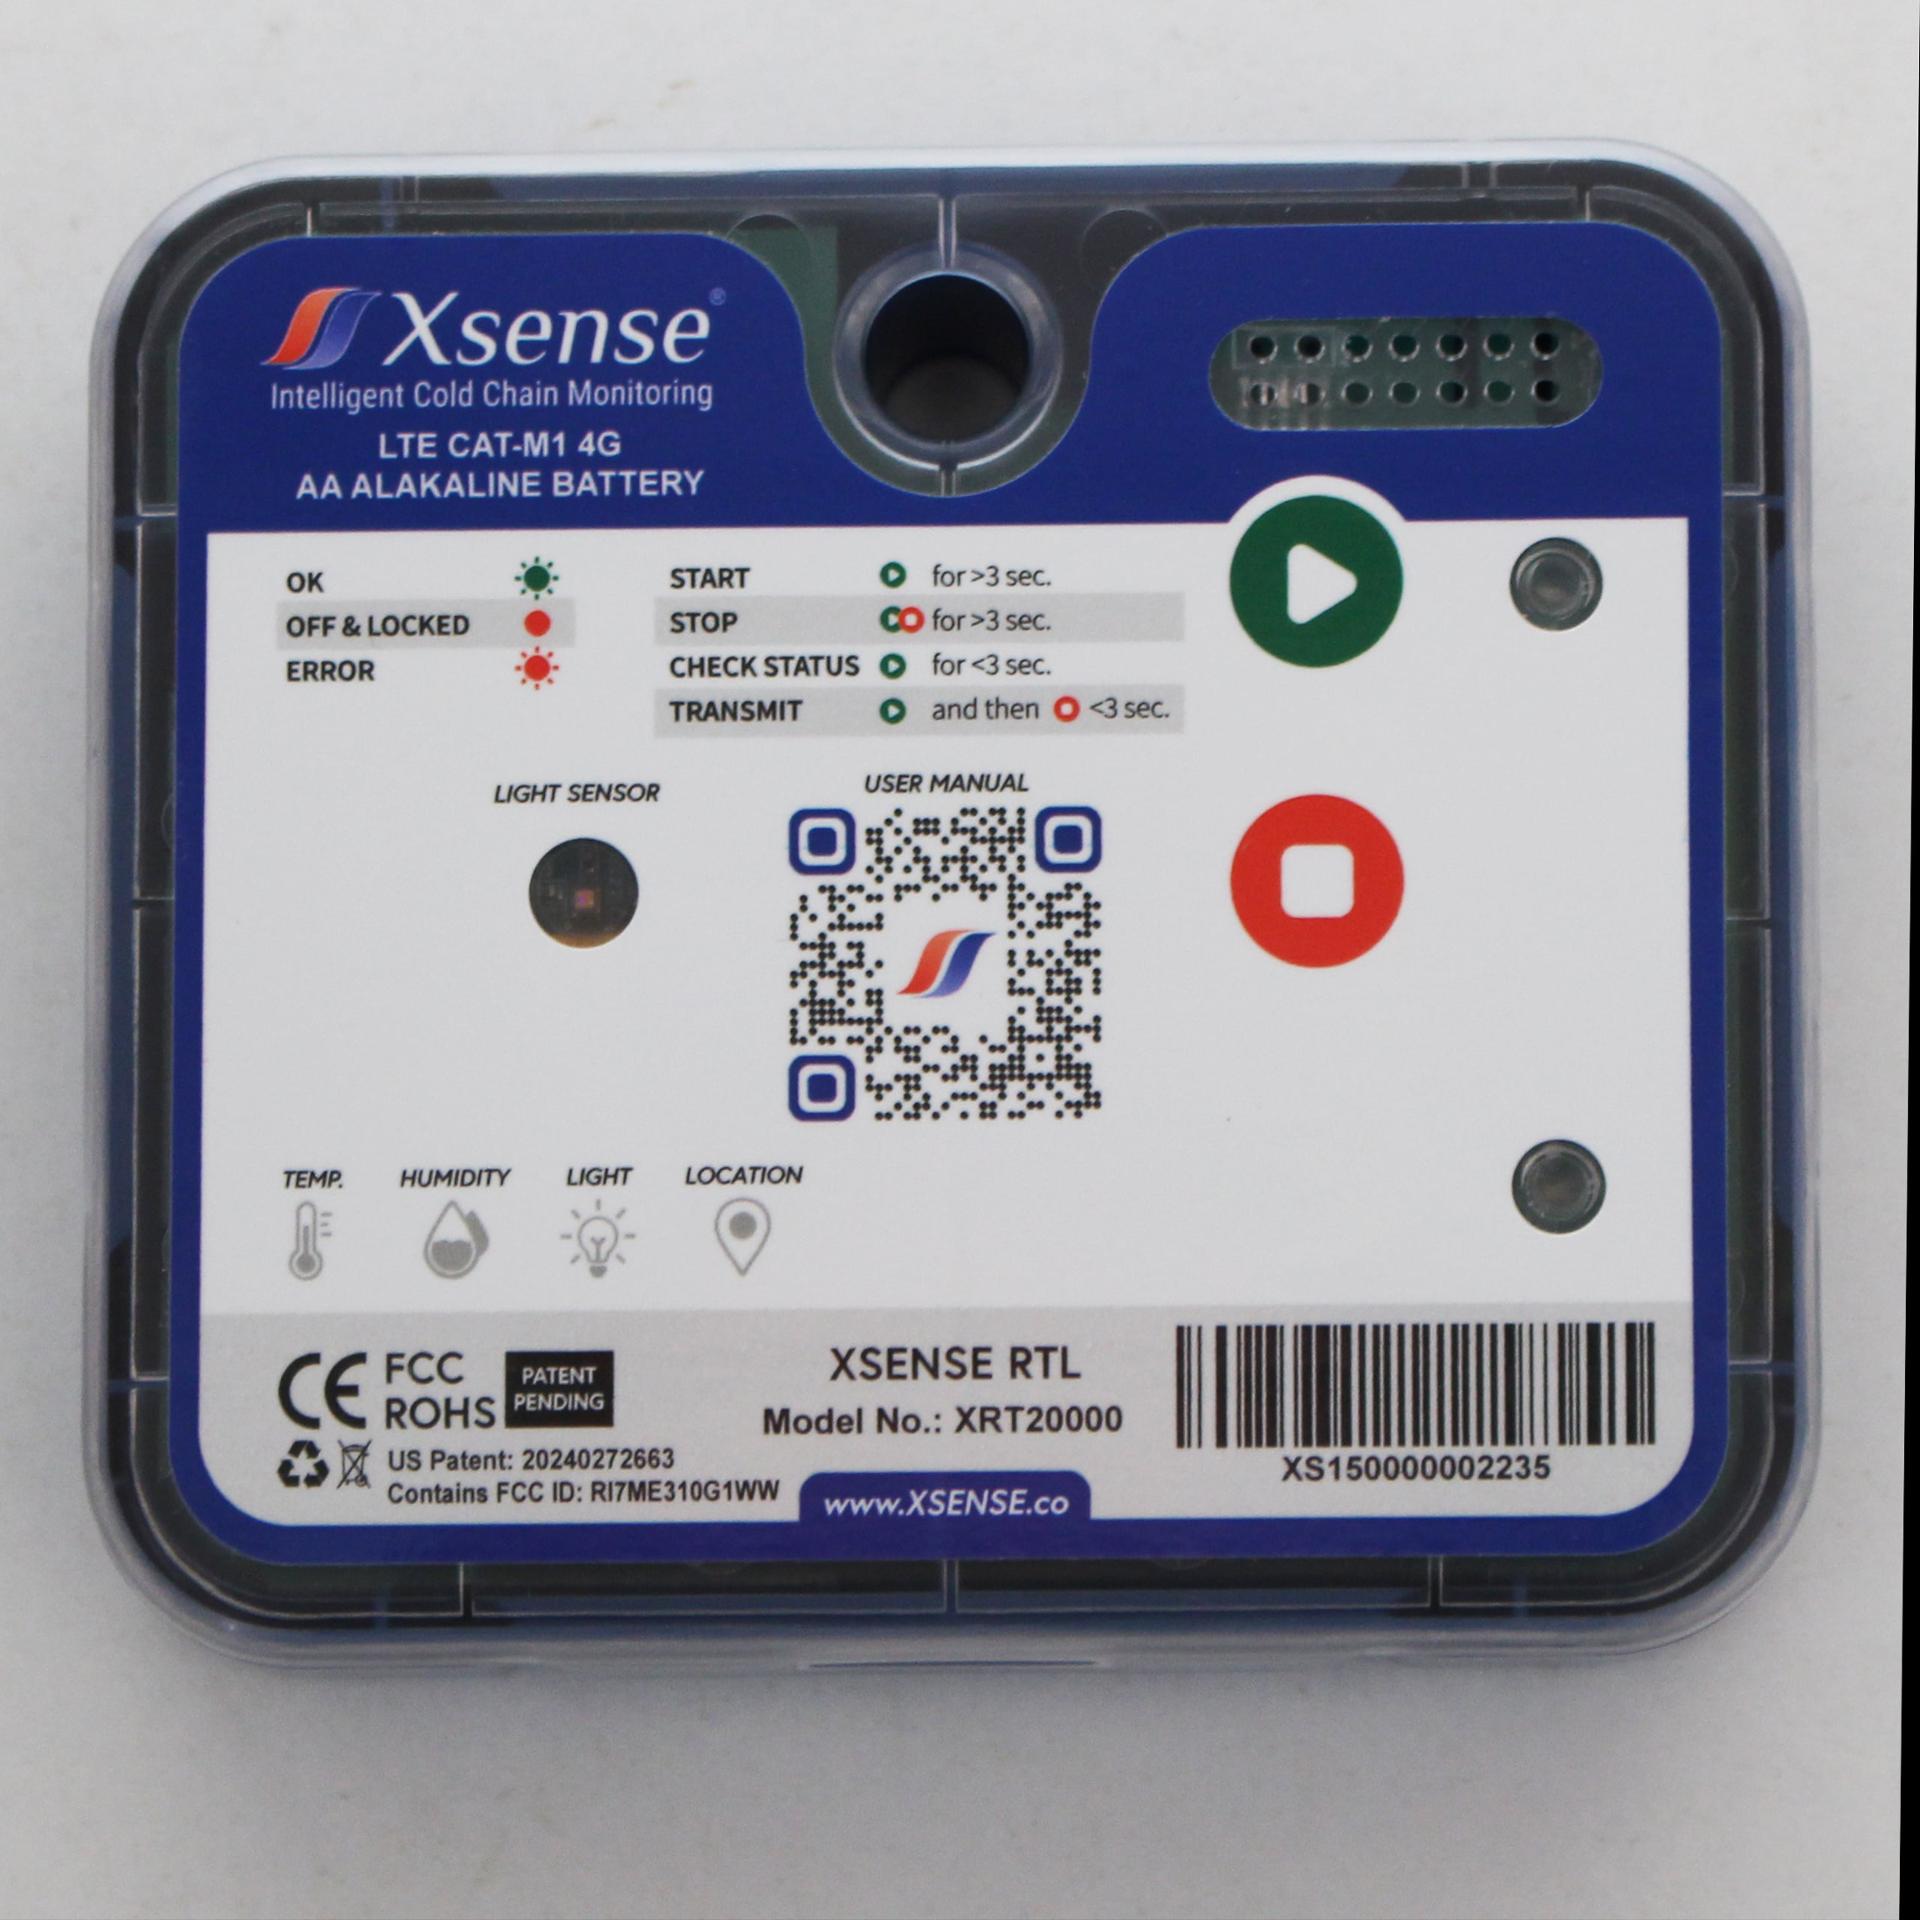 Xsense®
Intelligent Cold Chain Monitoring
LTE CAT-M1 4G
AA ALAKALINE BATTERY
OK
OFF & LOCKED
ERROR
START for >3 sec.
STOP for >3 sec.
CHECK STATUS for <3 sec.
TRANSMIT and then <3 sec.
LIGHT SENSOR
USER MANUAL
TEMP. HUMIDITY LIGHT LOCATION
CE FCC
ROHS
PATENT
PENDING
US Patent: 20240272663
Contains FCC ID: RI7ME310G1WW
XSENSE RTL
Model No.: XRT20000
www.XSENSE.co
XS150000002235